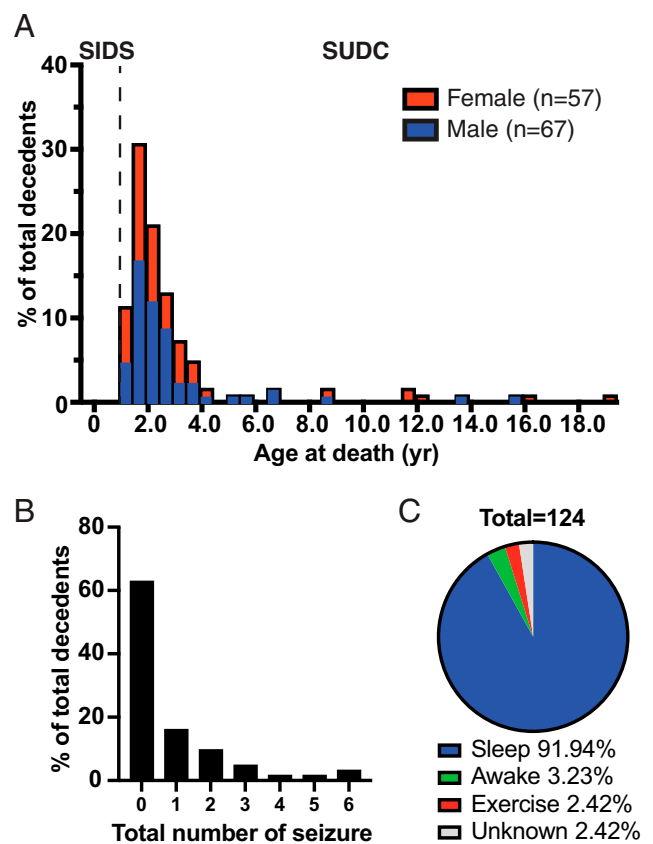 A
SIDS SUDC
% of total decedents
40
30
20
10
0
Female (n=57)
Male (n=67)
0 2.0 4.0 6.0 8.0 10.0 12.0 14.0 16.0 18.0
Age at death (yr)
B
% of total decedents
80
60
40
20
0
0 1 2 3 4 5 6
Total number of seizure
C
Total=124
Sleep 91.94%
Awake 3.23%
Exercise 2.42%
Unknown 2.42%